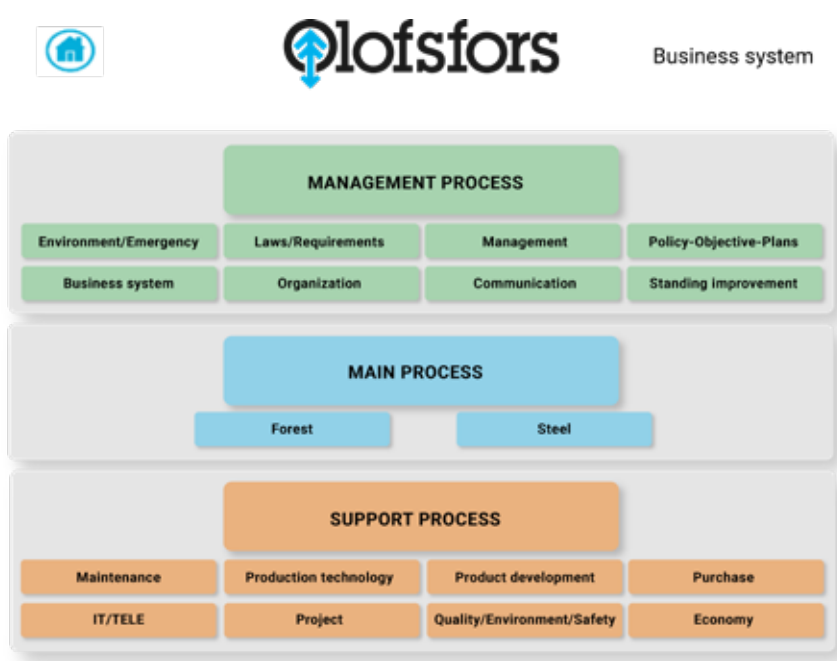 Olofsfors
Business system
MANAGEMENT PROCESS
Environment/Emergency Laws/Requirements Management Policy-Objective-Plans
Business system Organization Communication Standing improvement
MAIN PROCESS
Forest Steel
SUPPORT PROCESS
Maintenance Production technology Product development Purchase
IT/TELE Project Quality/Environment/Safety Economy